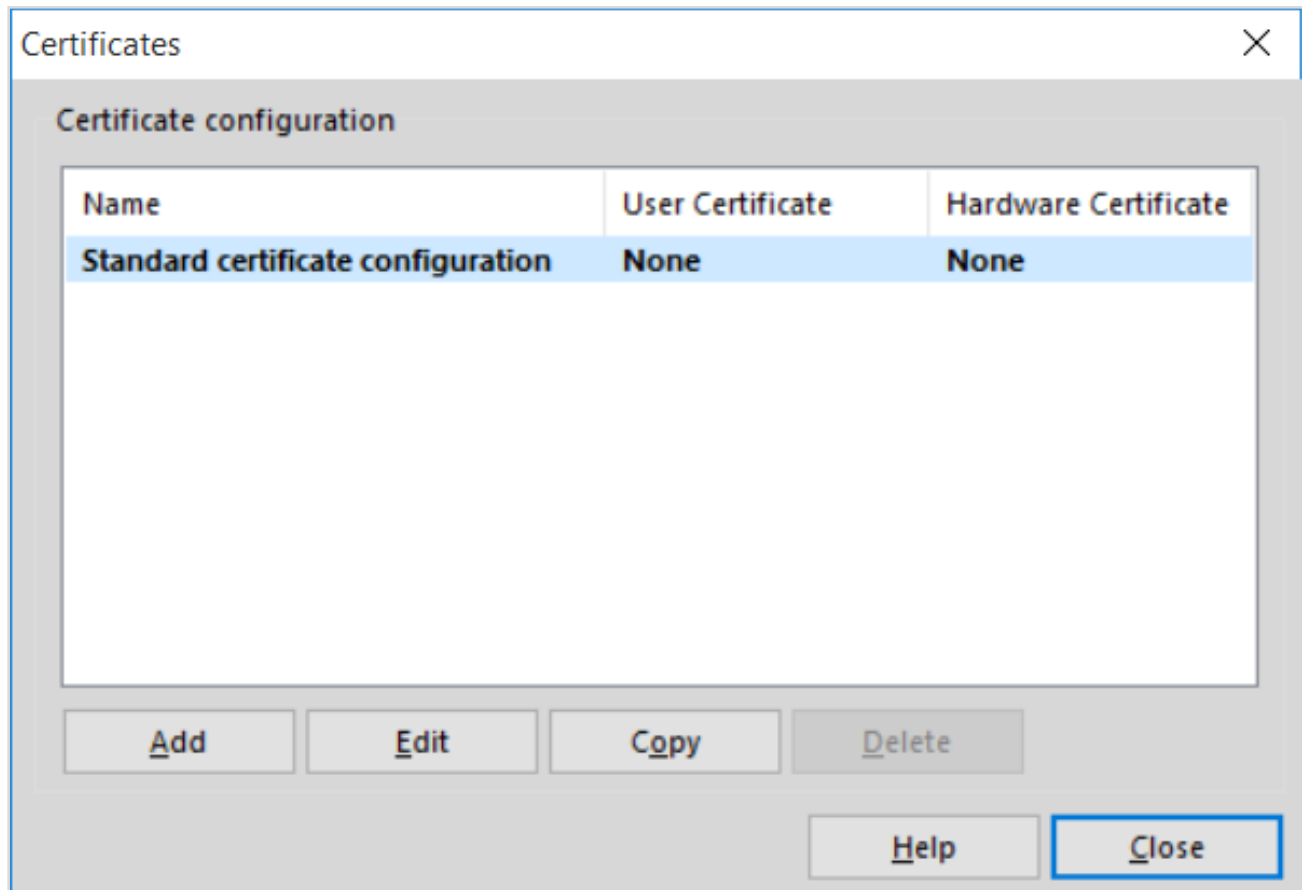 Certificates
Certificate configuration
Name User Certificate Hardware Certificate
Standard certificate configuration None None
Add Edit Copy Delete
Help Close